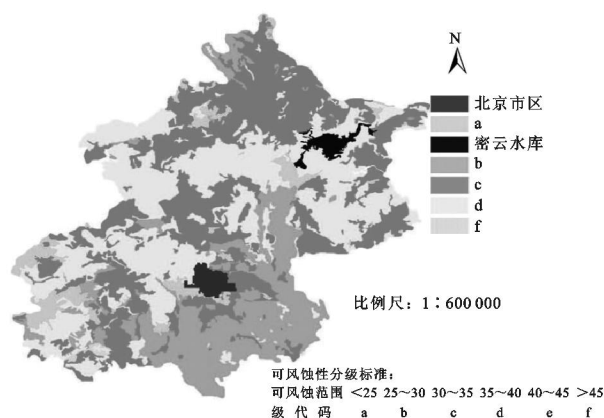 N
北京市区
a
密云水库
b
c
d
f
比例尺：1：600 000
可风蚀性分级标准：
可风蚀范围 <25 25~30 30~35 35~40 40~45 >45
级 代 码 a b c d e f